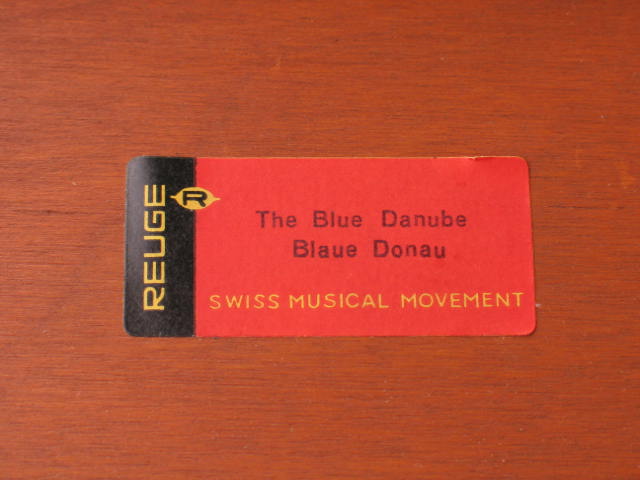 REUGE
R
The Blue Danube
Blaue Donau
SWISS MUSICAL MOVEMENT